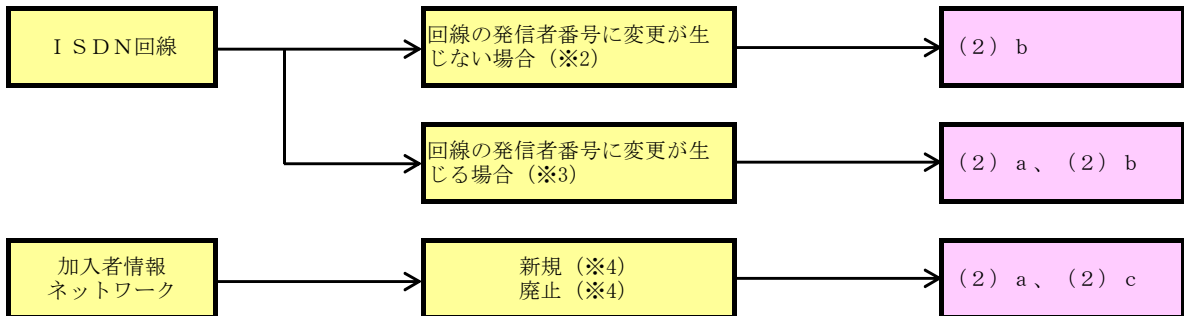 ＩＳＤＮ回線
回線の発信者番号に変更が生
じない場合（※2）
（２）ｂ
回線の発信者番号に変更が生
じる場合（※3）
（２）ａ、（２）ｂ
加入者情報
ネットワーク
新規（※4）
廃止（※4）
（２）ａ、（２）ｃ